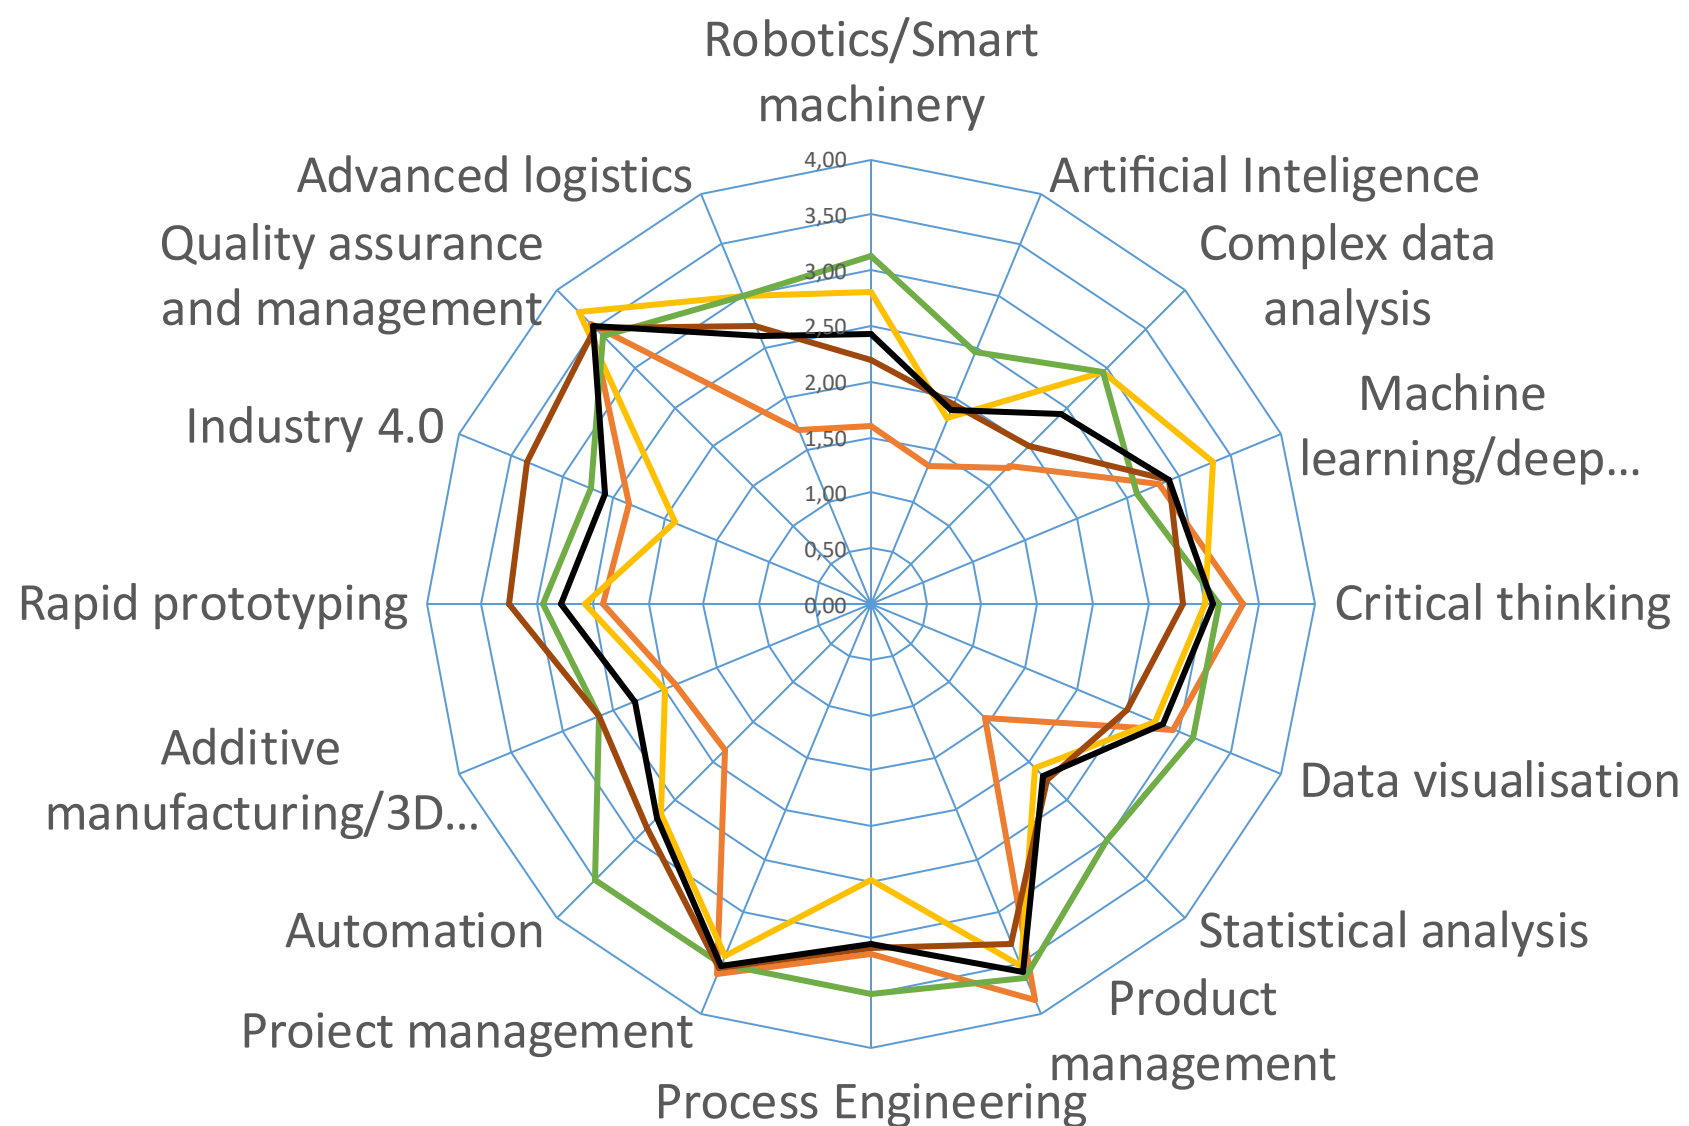 Robotics/Smart
machinery
Artificial Inteligence
Complex data
analysis
Machine
learning/deep...
Critical thinking
Data visualisation
Statistical analysis
Product
management
Process Engineering
Proiect management
Automation
Additive
manufacturing/3D...
Rapid prototyping
Industry 4.0
Quality assurance
and management
Advanced logistics
4,00
3,50
3,00
2,50
2,00
1,50
1,00
0,50
0,00